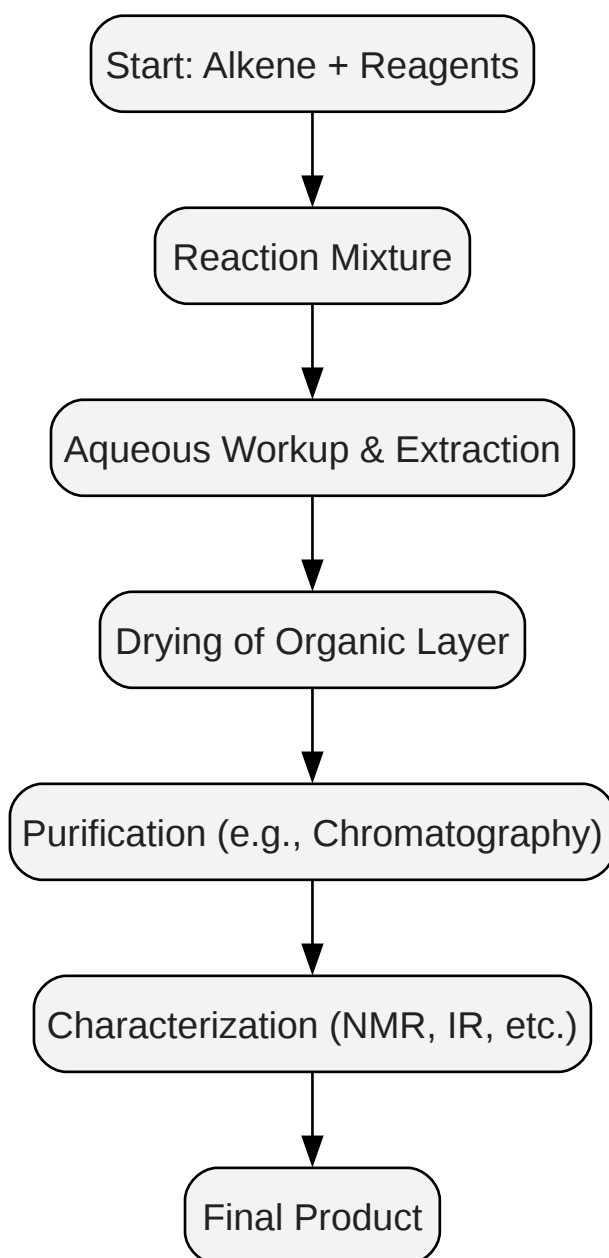 Start: Alkene + Reagents
Reaction Mixture
Aqueous Workup & Extraction
Drying of Organic Layer
Purification (e.g., Chromatography)
Characterization (NMR, IR, etc.)
Final Product